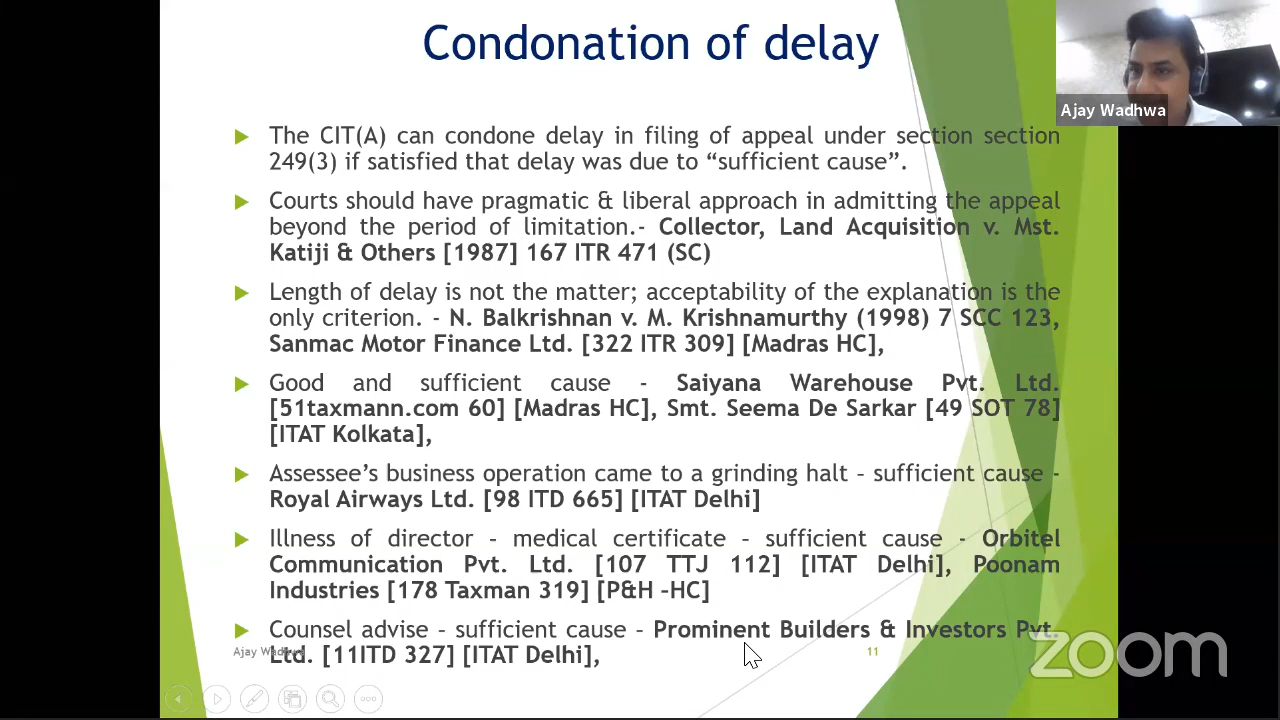 Condonation of delay
Ajay Wadhwa
The CIT(A) can condone delay in filing of appeal under section section
249(3) if satisfied that delay was due to “sufficient cause”.
Courts should have pragmatic & liberal approach in admitting the appeal
beyond the period of limitation.- Collector, Land Acquisition v. Mst.
Katiji & Others [1987] 167 ITR 471 (SC)
Length of delay is not the matter; acceptability of the explanation is the
only criterion. - N. Balkrishnan v. M. Krishnamurthy (1998) 7 SCC 123,
Sanmac Motor Finance Ltd. [322 ITR 309] [Madras HC],
Good and sufficient cause - Saiyana Warehouse Pvt. Ltd.
[51taxmann.com 60] [Madras HC], Smt. Seema De Sarkar [49 SOT 78]
[ITAT Kolkata],
Assessee’s business operation came to a grinding halt – sufficient cause -
Royal Airways Ltd. [98 ITD 665] [ITAT Delhi]
Illness of director – medical certificate – sufficient cause - Orbitel
Communication Pvt. Ltd. [107 TTJ 112] [ITAT Delhi], Poonam
Industries [178 Taxman 319] [P&H –HC]
Counsel advise – sufficient cause – Prominent Builders & Investors Pvt.
Ltd. [11ITD 327] [ITAT Delhi],
Ajay Wadhwa
11
zoom